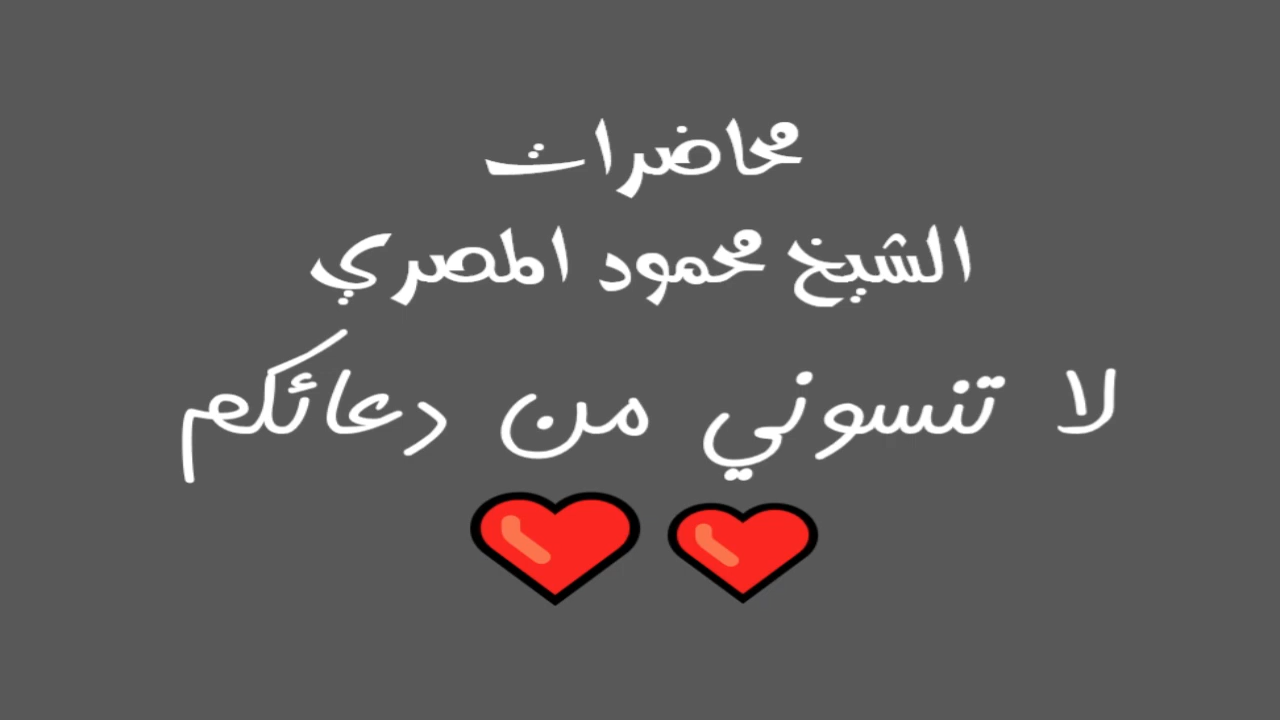 محاضرات
الشيخ محمود المصري
لا تنسوني من دعائكم